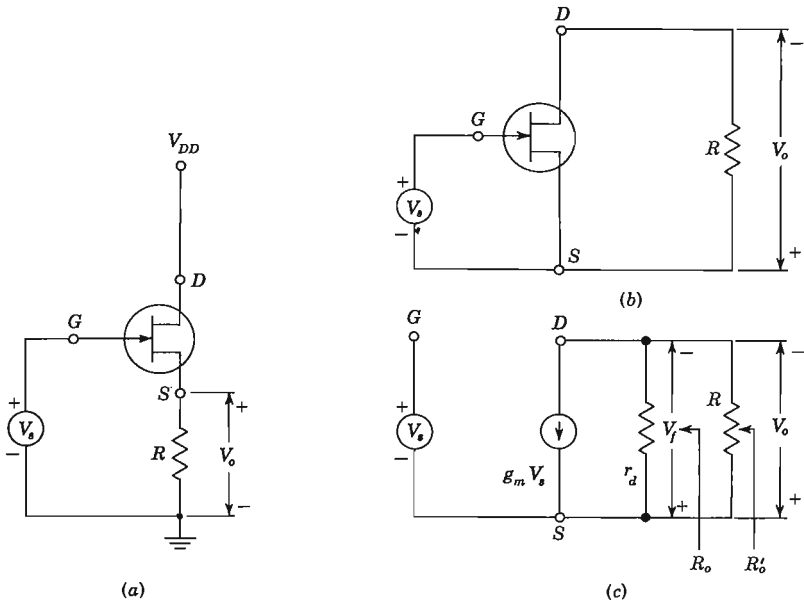 V_DD
D
G
S
+
V_s
−
R
+
V_o
−
(a)
D
G
+
V_s
−
S
R
−
V_o
+
(b)
G
+
V_s
−
D
g_m V_s
S
r_d
−
V_f
+
R
−
V_o
+
R_o
R'_o
(c)